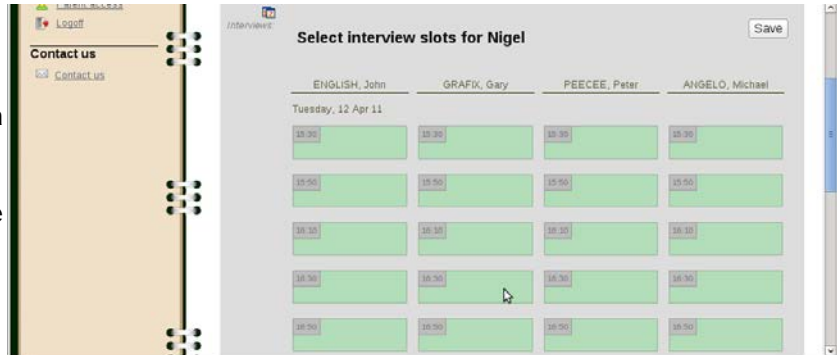 Parent access
Logoff
Contact us
Contact us
Interviews:
Select interview slots for Nigel
Save
ENGLISH, John
GRAFIX, Gary
PEECEE, Peter
ANGELO, Michael
Tuesday, 12 Apr 11
15:30 15:30 15:30 15:30
15:50 15:50 15:50 15:50
16:10 16:10 16:10 16:10
16:30 16:30 16:30 16:30
16:50 16:50 16:50 16:50